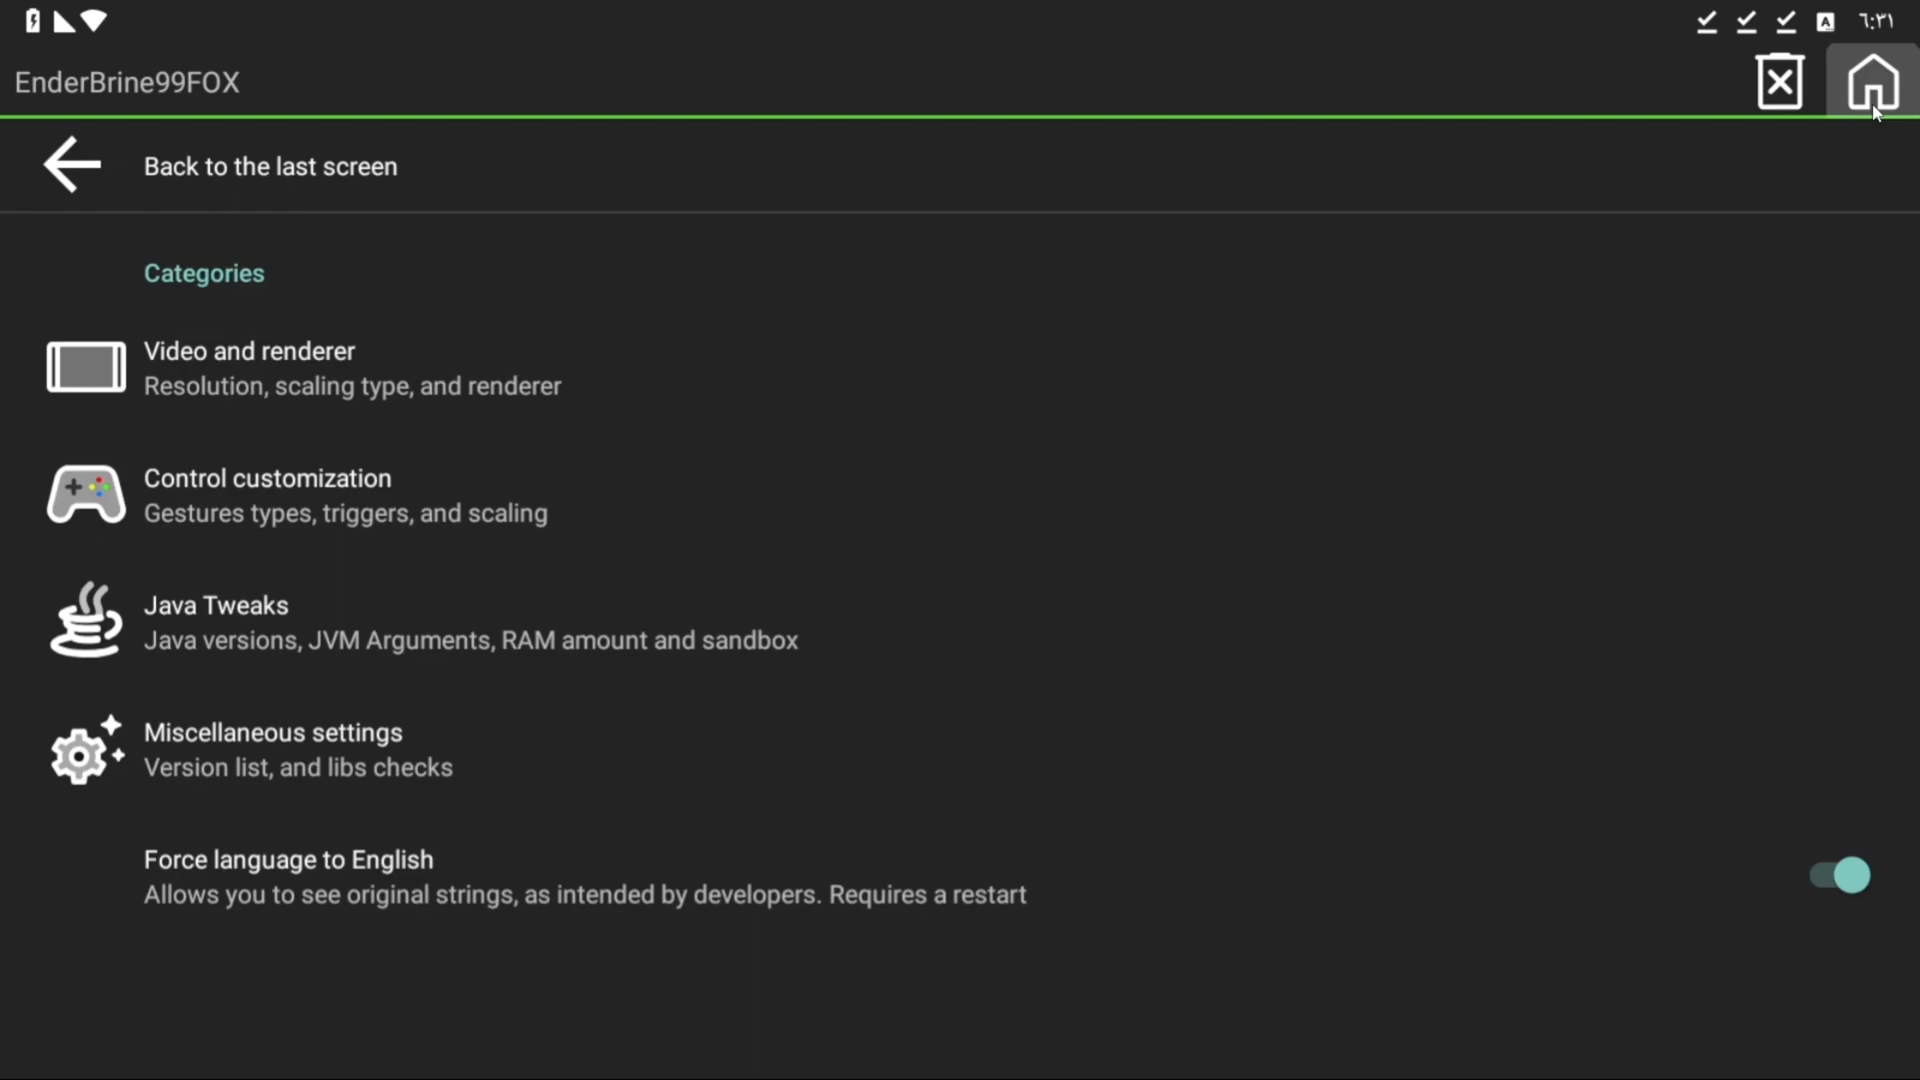 ٦:٣١
EnderBrine99FOX
Back to the last screen
Categories
Video and renderer
Resolution, scaling type, and renderer
Control customization
Gestures types, triggers, and scaling
Java Tweaks
Java versions, JVM Arguments, RAM amount and sandbox
Miscellaneous settings
Version list, and libs checks
Force language to English
Allows you to see original strings, as intended by developers. Requires a restart